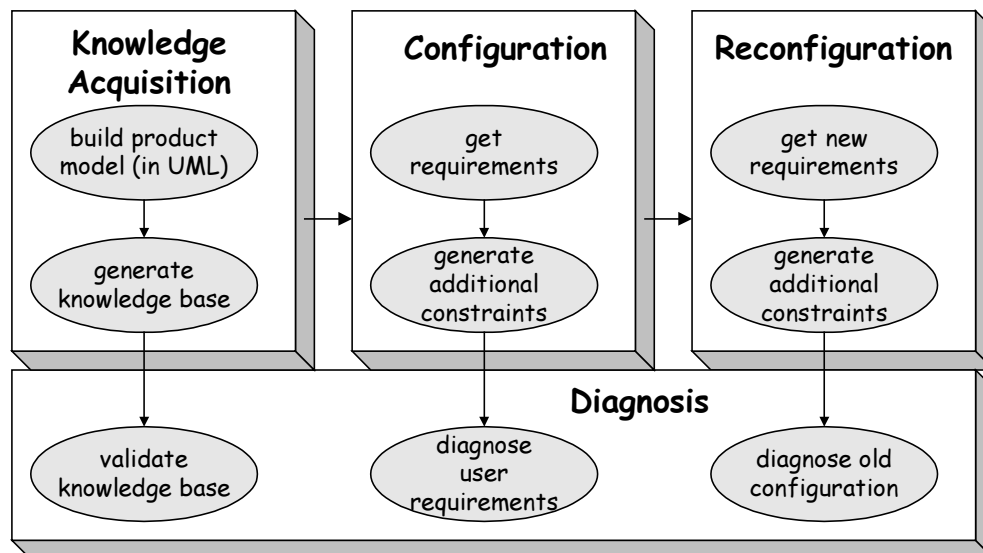 Knowledge
Acquisition
build product
model (in UML)
generate
knowledge base
Configuration
get
requirements
generate
additional
constraints
Reconfiguration
get new
requirements
generate
additional
constraints
Diagnosis
validate
knowledge base
diagnose
user
requirements
diagnose old
configuration